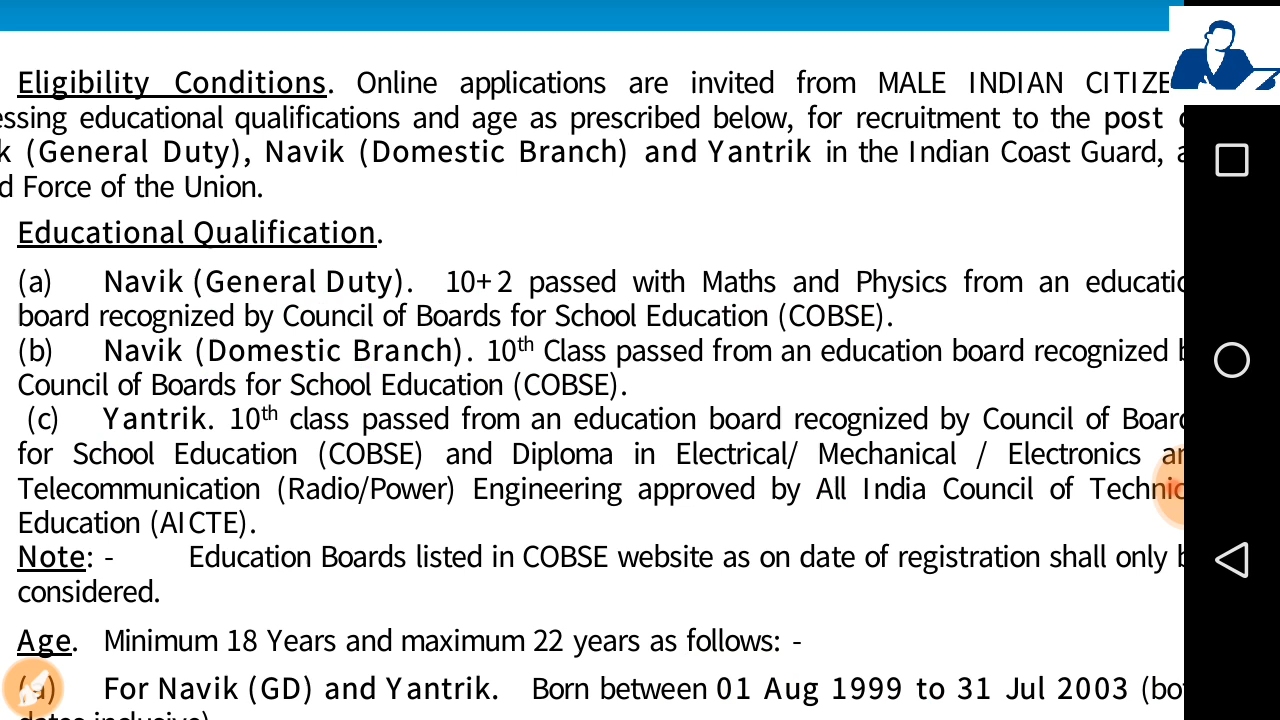 Eligibility Conditions. Online applications are invited from MALE INDIAN CITIZE
essing educational qualifications and age as prescribed below, for recruitment to the post
k (General Duty), Navik (Domestic Branch) and Yantrik in the Indian Coast Guard,
d Force of the Union.
Educational Qualification.
(a) Navik (General Duty). 10+2 passed with Maths and Physics from an educatio
board recognized by Council of Boards for School Education (COBSE).
(b) Navik (Domestic Branch). 10th Class passed from an education board recognized
Council of Boards for School Education (COBSE).
(c) Yantrik. 10th class passed from an education board recognized by Council of Board
for School Education (COBSE) and Diploma in Electrical/ Mechanical / Electronics an
Telecommunication (Radio/Power) Engineering approved by All India Council of Technic
Education (AICTE).
Note: - Education Boards listed in COBSE website as on date of registration shall only b
considered.
Age. Minimum 18 Years and maximum 22 years as follows: -
(a) For Navik (GD) and Yantrik. Born between 01 Aug 1999 to 31 Jul 2003 (bot
dates inclusive)